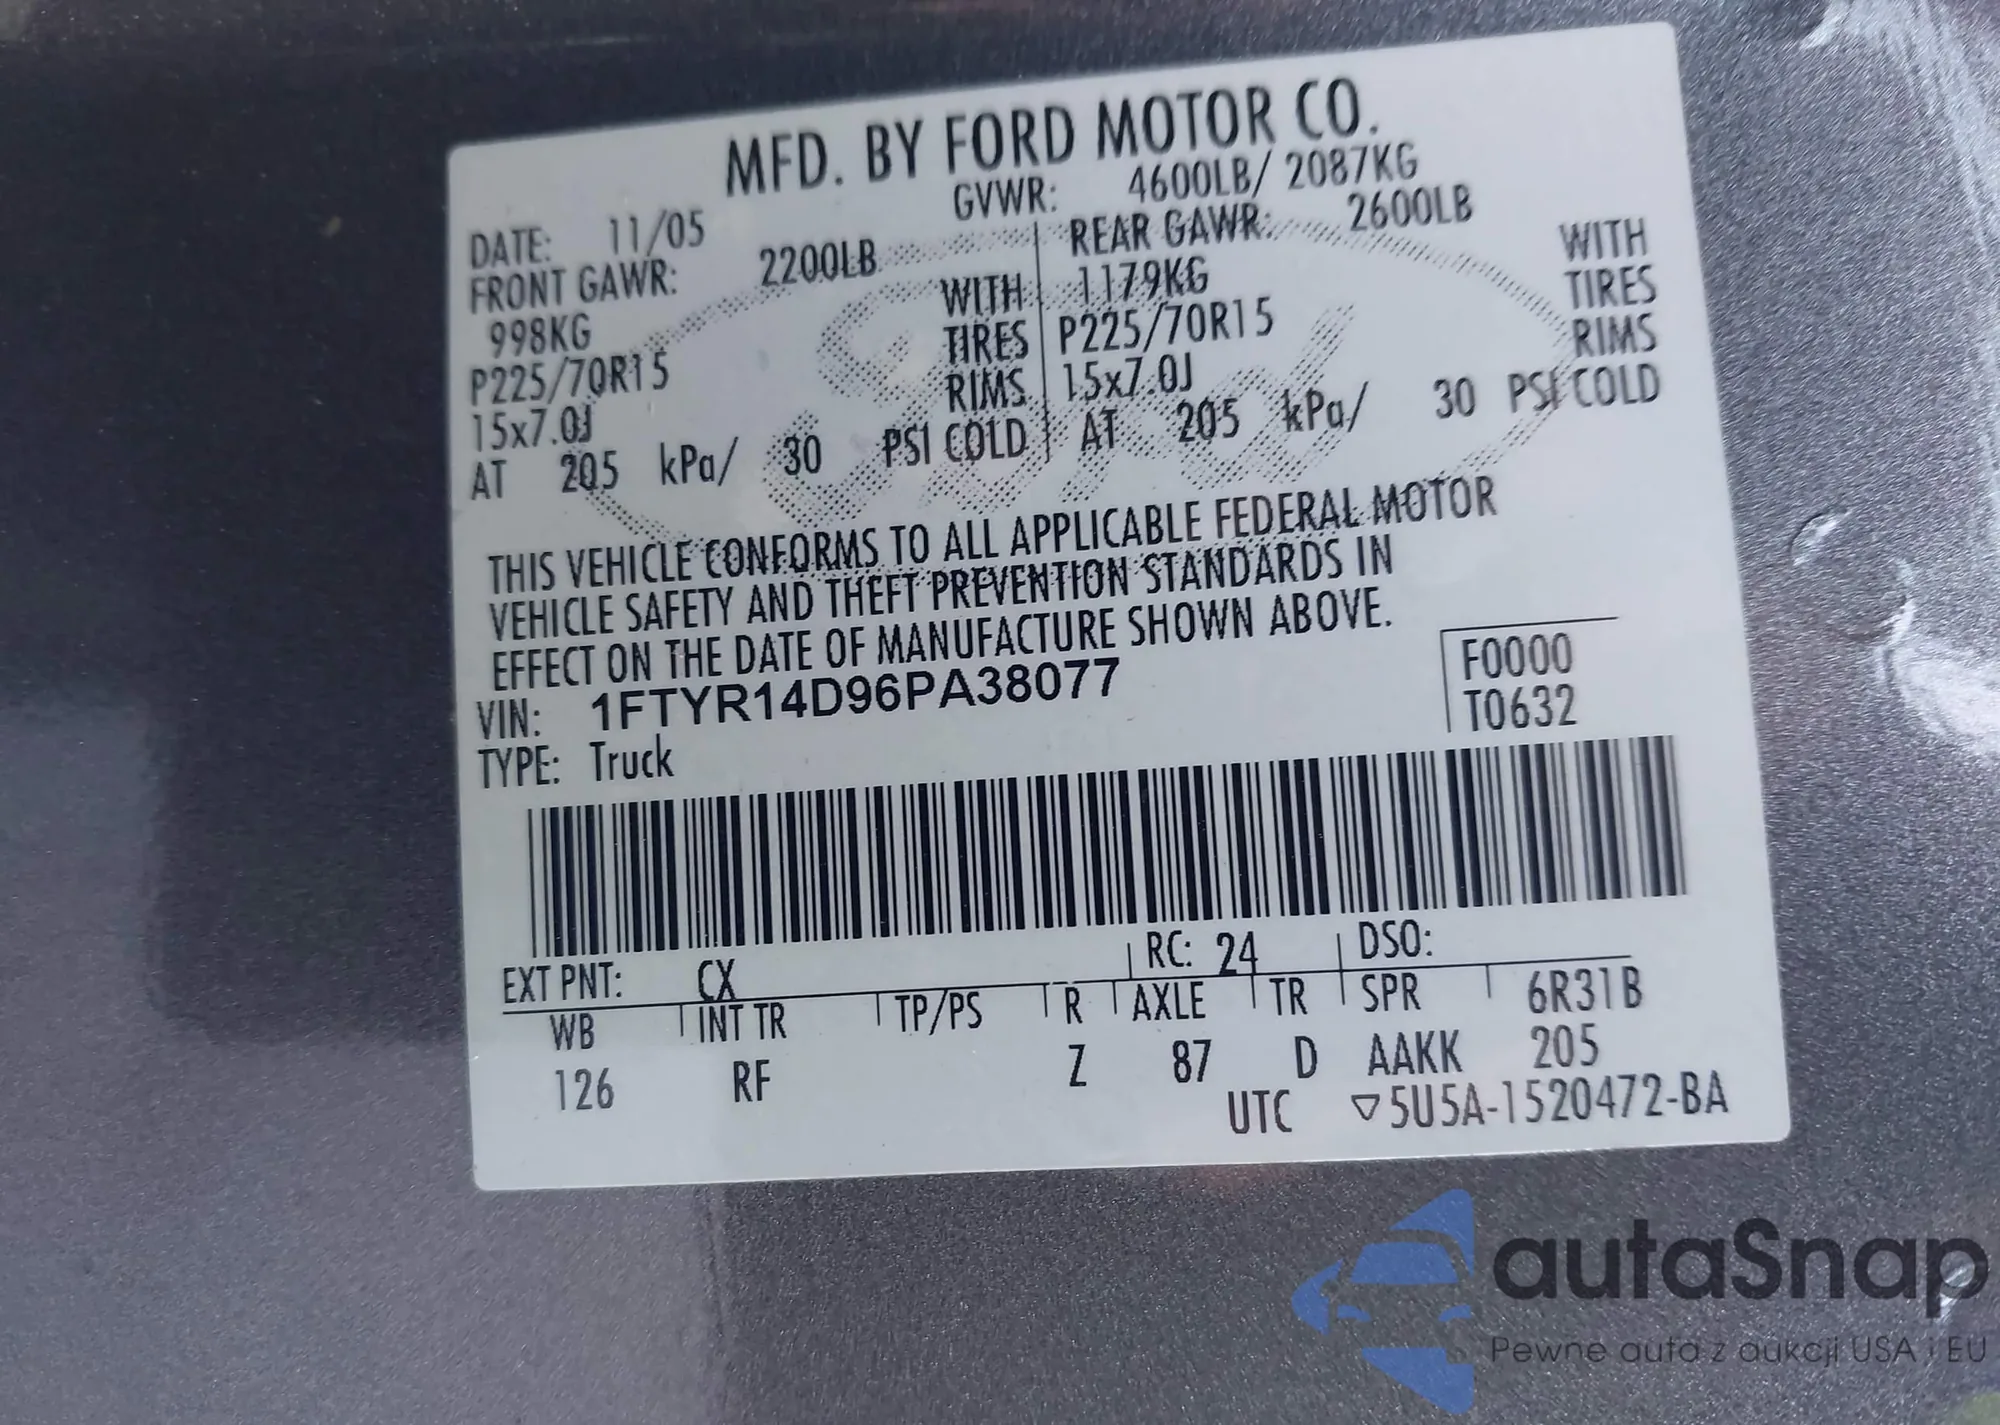 MFD. BY FORD MOTOR CO.
DATE: 11/05 GVWR: 4600LB/ 2087KG
FRONT GAWR: 2200LB REAR GAWR: 2600LB
998KG WITH 1179KG WITH
P225/70R15 TIRES P225/70R15 TIRES
15x7.0J RIMS 15x7.0J RIMS
AT 205 kPa/ 30 PSI COLD AT 205 kPa/ 30 PSI COLD
THIS VEHICLE CONFORMS TO ALL APPLICABLE FEDERAL MOTOR
VEHICLE SAFETY AND THEFT PREVENTION STANDARDS IN
EFFECT ON THE DATE OF MANUFACTURE SHOWN ABOVE.
VIN: 1FTYR14D96PA38077 F0000
TYPE: Truck T0632
EXT PNT: CX RC: 24 DSO:
WB INT TR TP/PS R AXLE TR SPR 6R31B
126 RF Z 87 D AAKK 205
UTC ▽5U5A-1520472-BA
autaSnap
Pewne auta z aukcji USA i EU